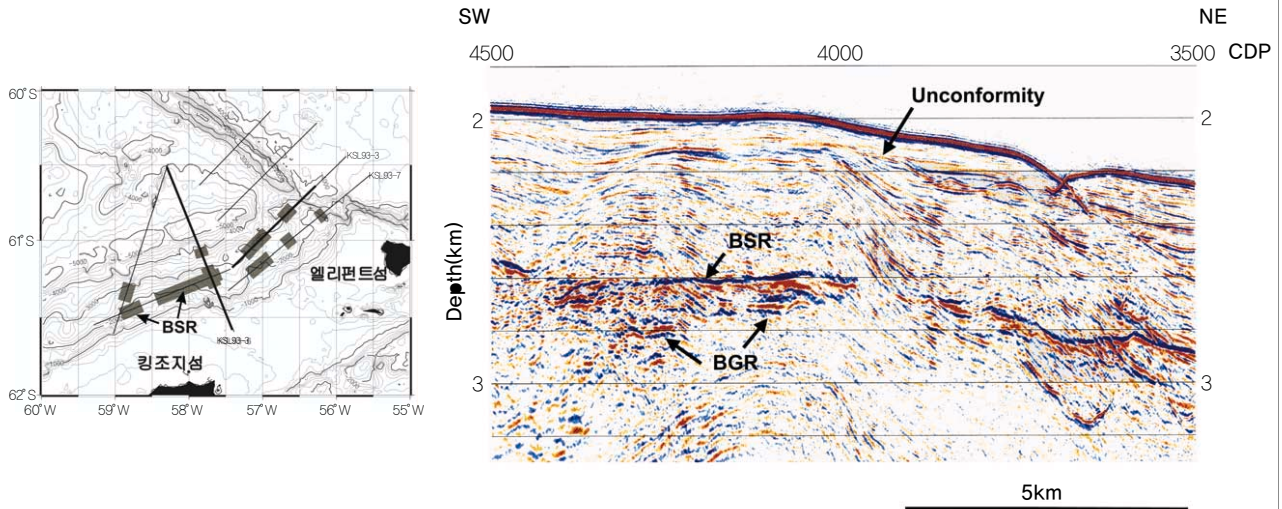 SW
NE
4500
4000
3500
CDP
Unconformity
2
2
BSR
BGR
Depth(km)
3
3
5km
60˚S
61˚S
62˚S
60˚W
59˚W
58˚W
57˚W
56˚W
55˚W
KSL93-3
KSL93-7
엘리펀트섬
BSR
킹조지섬